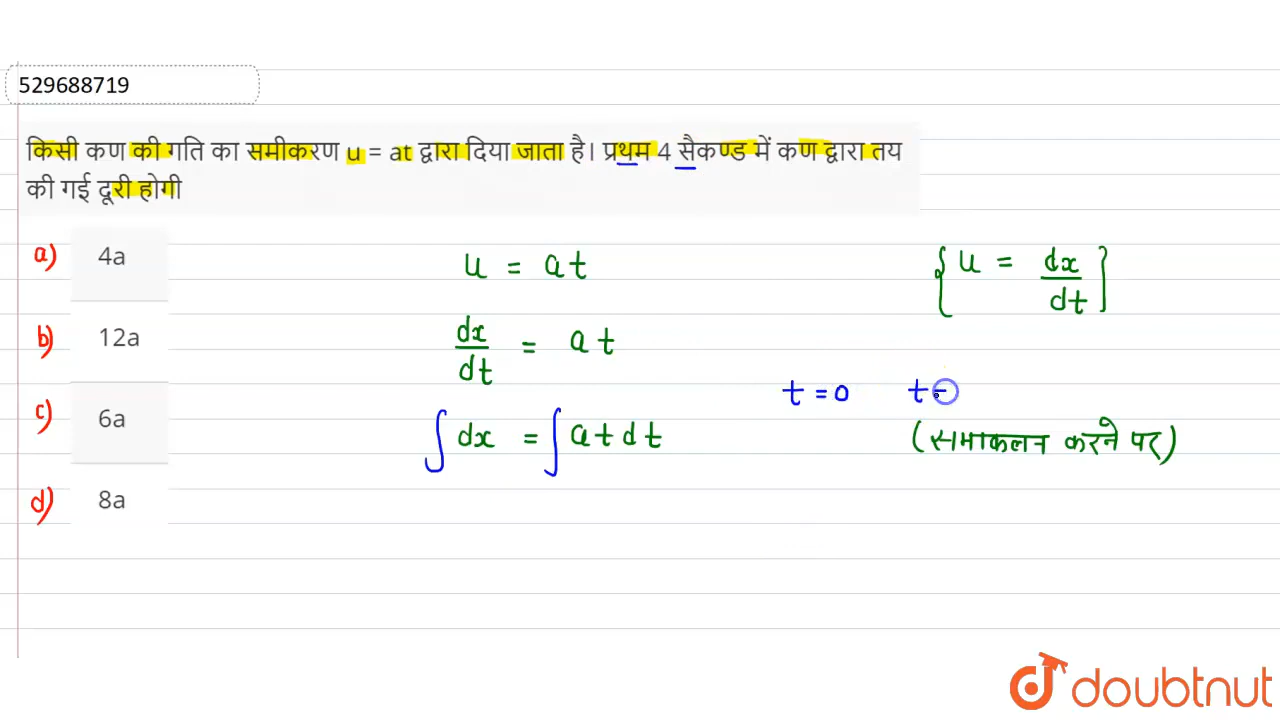 529688719
किसी कण की गति का समीकरण u = at द्वारा दिया जाता है। प्रथम 4 सैकण्ड में कण द्वारा तय
की गई दूरी होगी
a) 4a
b) 12a
c) 6a
d) 8a
u = at
{ u = dx/dt }
dx/dt = at
t = 0 t =
∫ dx = ∫ at dt
(समाकलन करने पर)
doubtnut